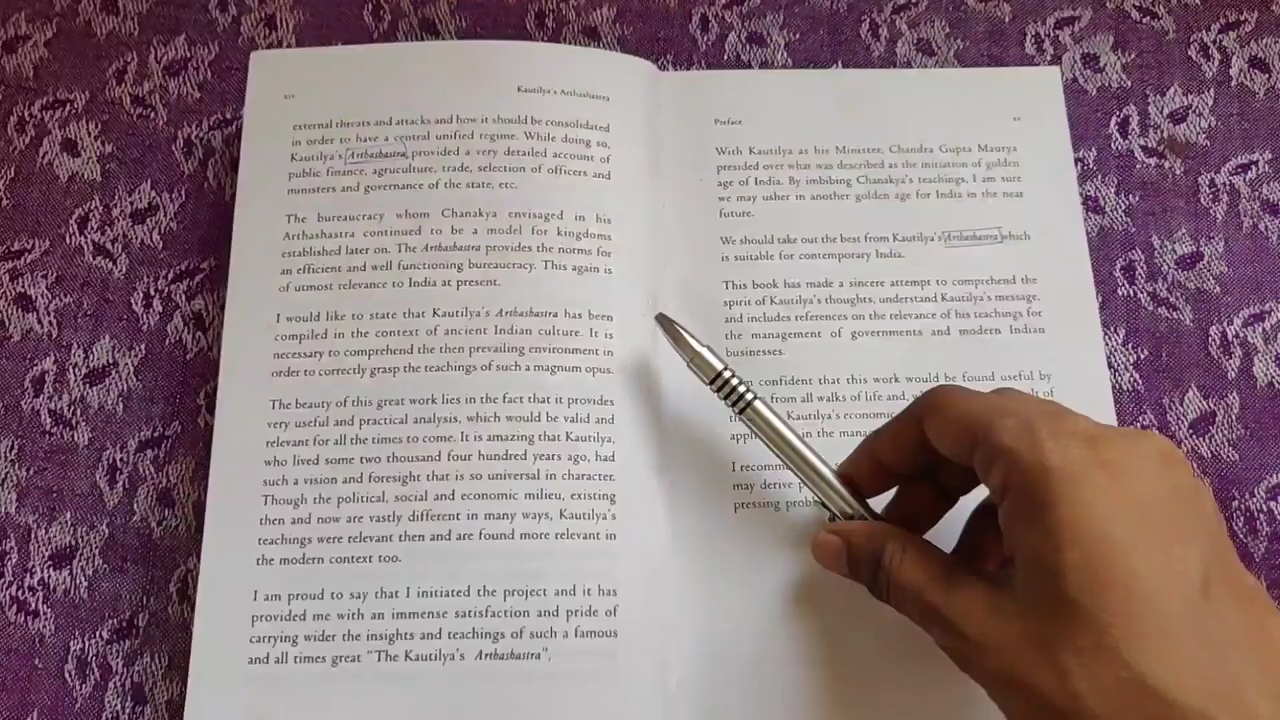 xiv
Kautilya's Arthashastra
external threats and attacks and how it should be consolidated
in order to have a central unified regime. While doing so,
Kautilya's Arthashastra, provided a very detailed account of
public finance, agruculture, trade, selection of officers and
ministers and governance of the state, etc.
The bureaucracy whom Chanakya envisaged in his
Arthashastra continued to be a model for kingdoms
established later on. The Arthashastra provides the norms for
an efficient and well functioning bureaucracy. This again is
of utmost relevance to India at present.
I would like to state that Kautilya's Arthashastra has been
compiled in the context of ancient Indian culture. It is
necessary to comprehend the then prevailing environment in
order to correctly grasp the teachings of such a magnum opus.
The beauty of this great work lies in the fact that it provides
very useful and practical analysis, which would be valid and
relevant for all the times to come. It is amazing that Kautilya,
who lived some two thousand four hundred years ago, had
such a vision and foresight that is so universal in character.
Though the political, social and economic milieu, existing
then and now are vastly different in many ways, Kautilya's
teachings were relevant then and are found more relevant in
the modern context too.
I am proud to say that I initiated the project and it has
provided me with an immense satisfaction and pride of
carrying wider the insights and teachings of such a famous
and all times great "The Kautilya's Arthashastra",
Preface
xv
With Kautilya as his Minister, Chandra Gupta Maurya
presided over what was described as the initiation of golden
age of India. By imbibing Chanakya's teachings, I am sure
we may usher in another golden age for India in the near
future.
We should take out the best from Kautilya's Arthashastra which
is suitable for contemporary India.
This book has made a sincere attempt to comprehend the
spirit of Kautilya's thoughts, understand Kautilya's message,
and includes references on the relevance of his teachings for
the management of governments and modern Indian
businesses.
confident that this work would be found useful by
from all walks of life and, of
Kautilya's economic
in the
I
may derive
pressing